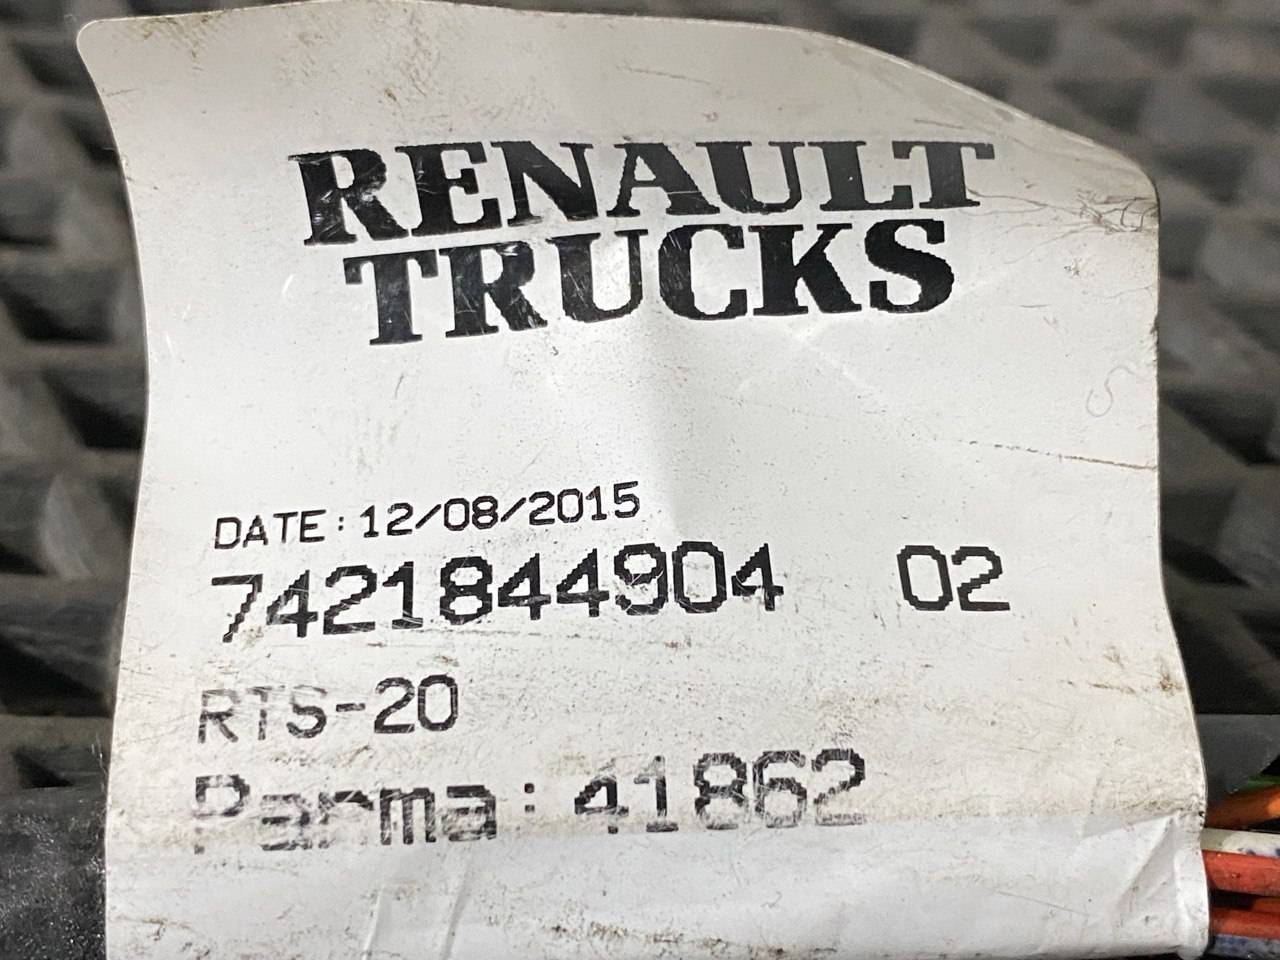 RENAULT
TRUCKS
DATE: 12/08/2015
7421844904 02
RTS-20
Parma: 41862